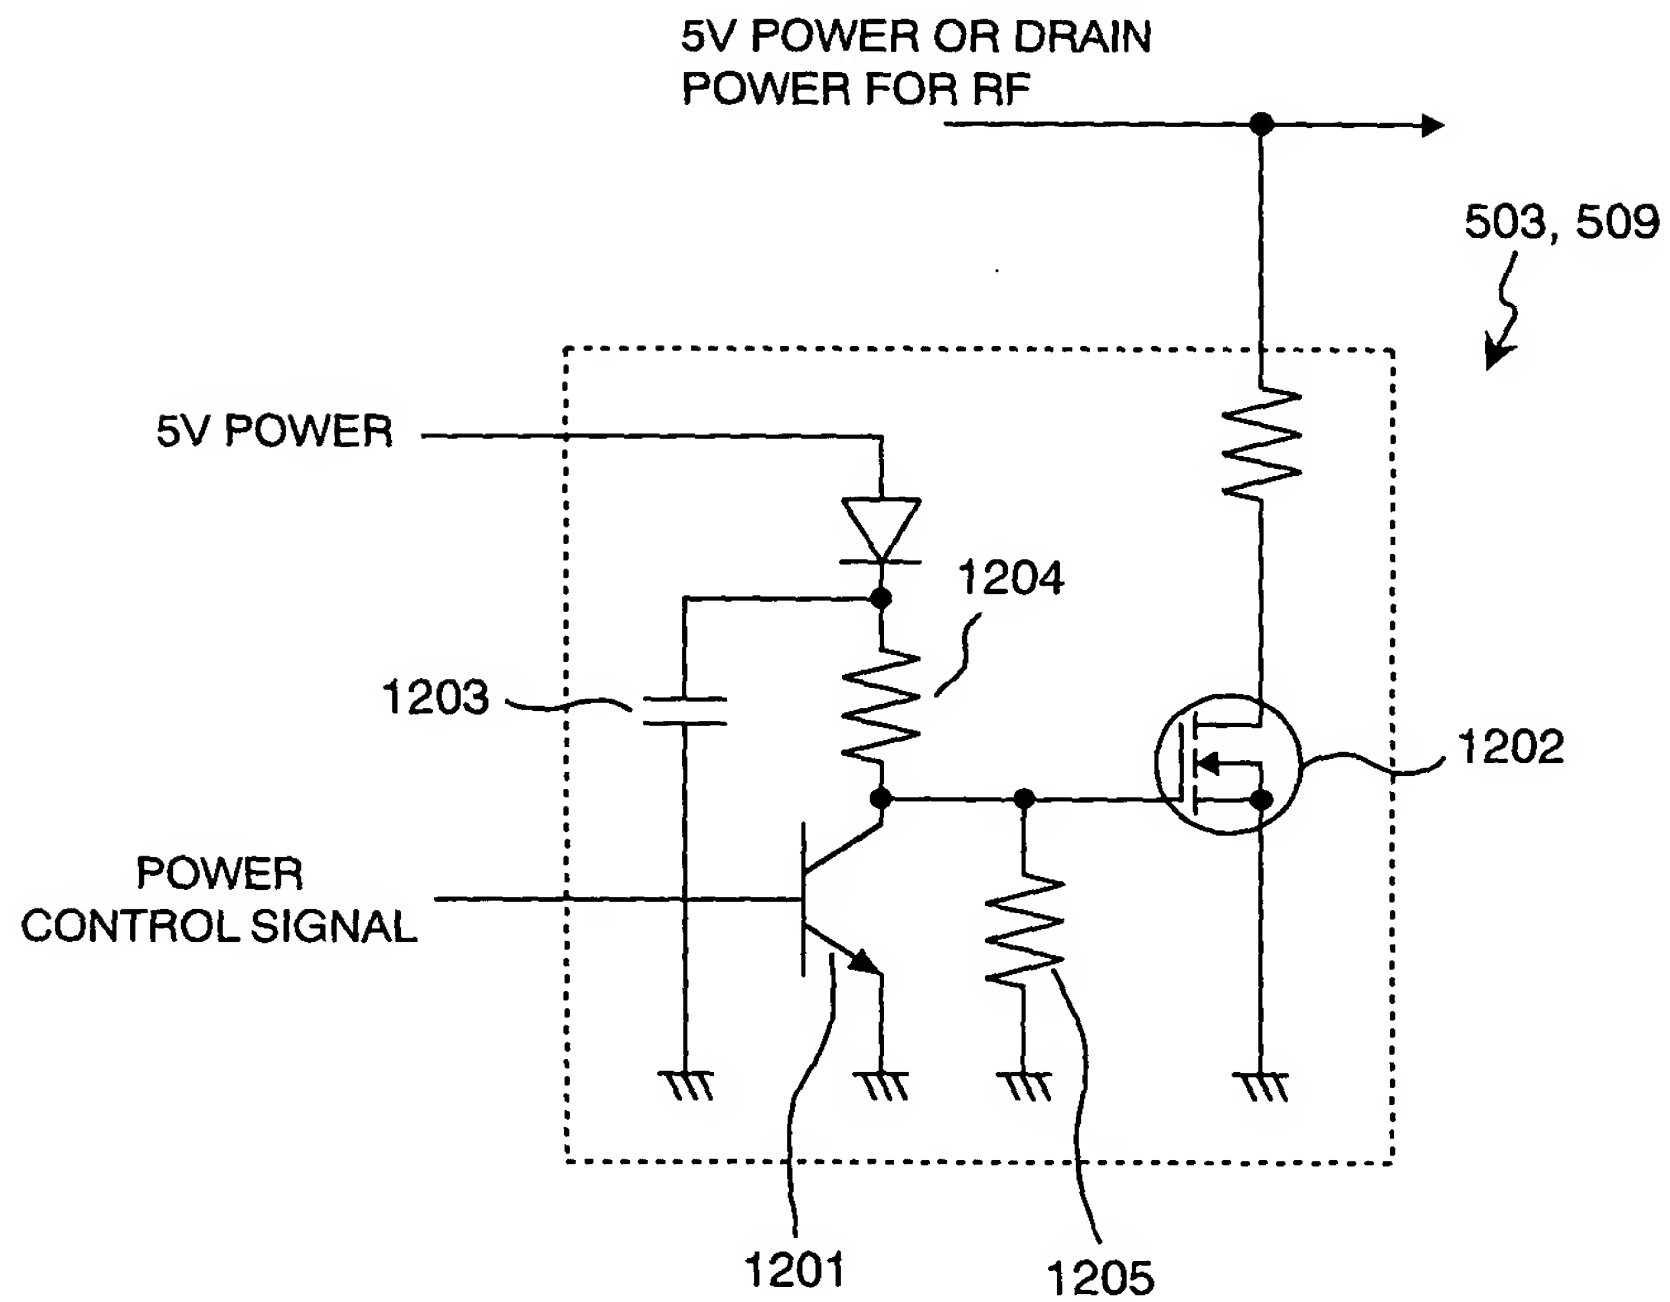 5V POWER OR DRAIN
POWER FOR RF
503, 509
5V POWER
1204
1203
1202
POWER
CONTROL SIGNAL
1201
1205